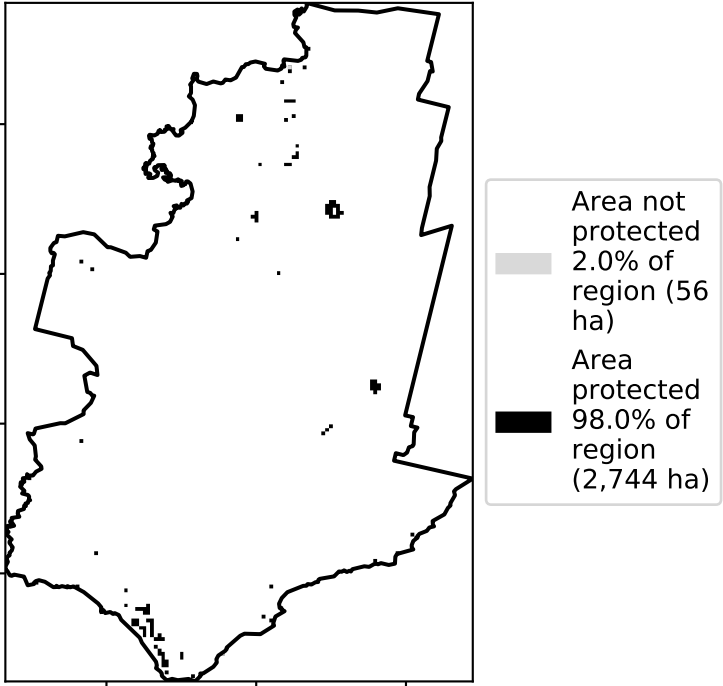 Area not
protected
2.0% of
region (56
ha)
Area
protected
98.0% of
region
(2,744 ha)